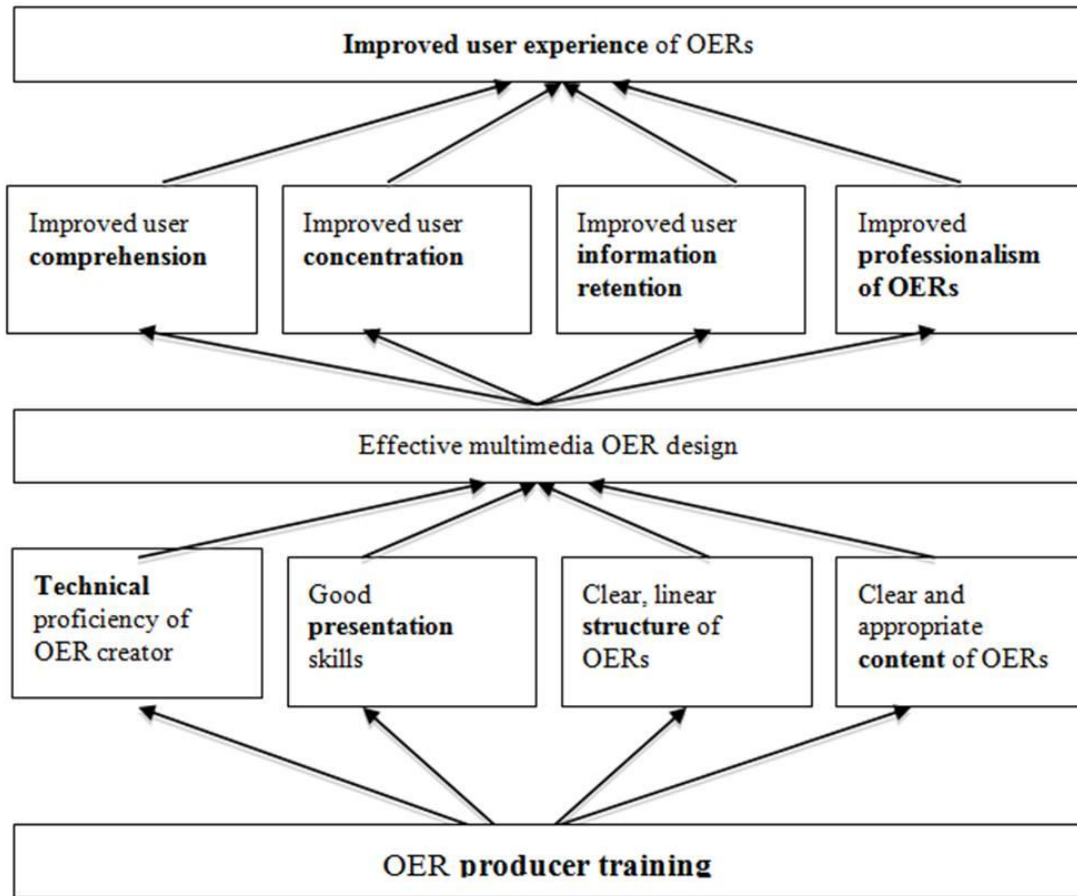 Improved user experience of OERs
Improved user
comprehension
Improved user
concentration
Improved user
information
retention
Improved
professionalism
of OERs
Effective multimedia OER design
Technical
proficiency of
OER creator
Good
presentation
skills
Clear, linear
structure of
OERs
Clear and
appropriate
content of OERs
OER producer training